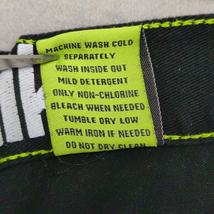 MACHINE WASH COLD
SEPARATELY
WASH INSIDE OUT
MILD DETERGENT
ONLY NON-CHLORINE
BLEACH WHEN NEEDED
TUMBLE DRY LOW
WARM IRON IF NEEDED
DO NOT DRY CLEAN